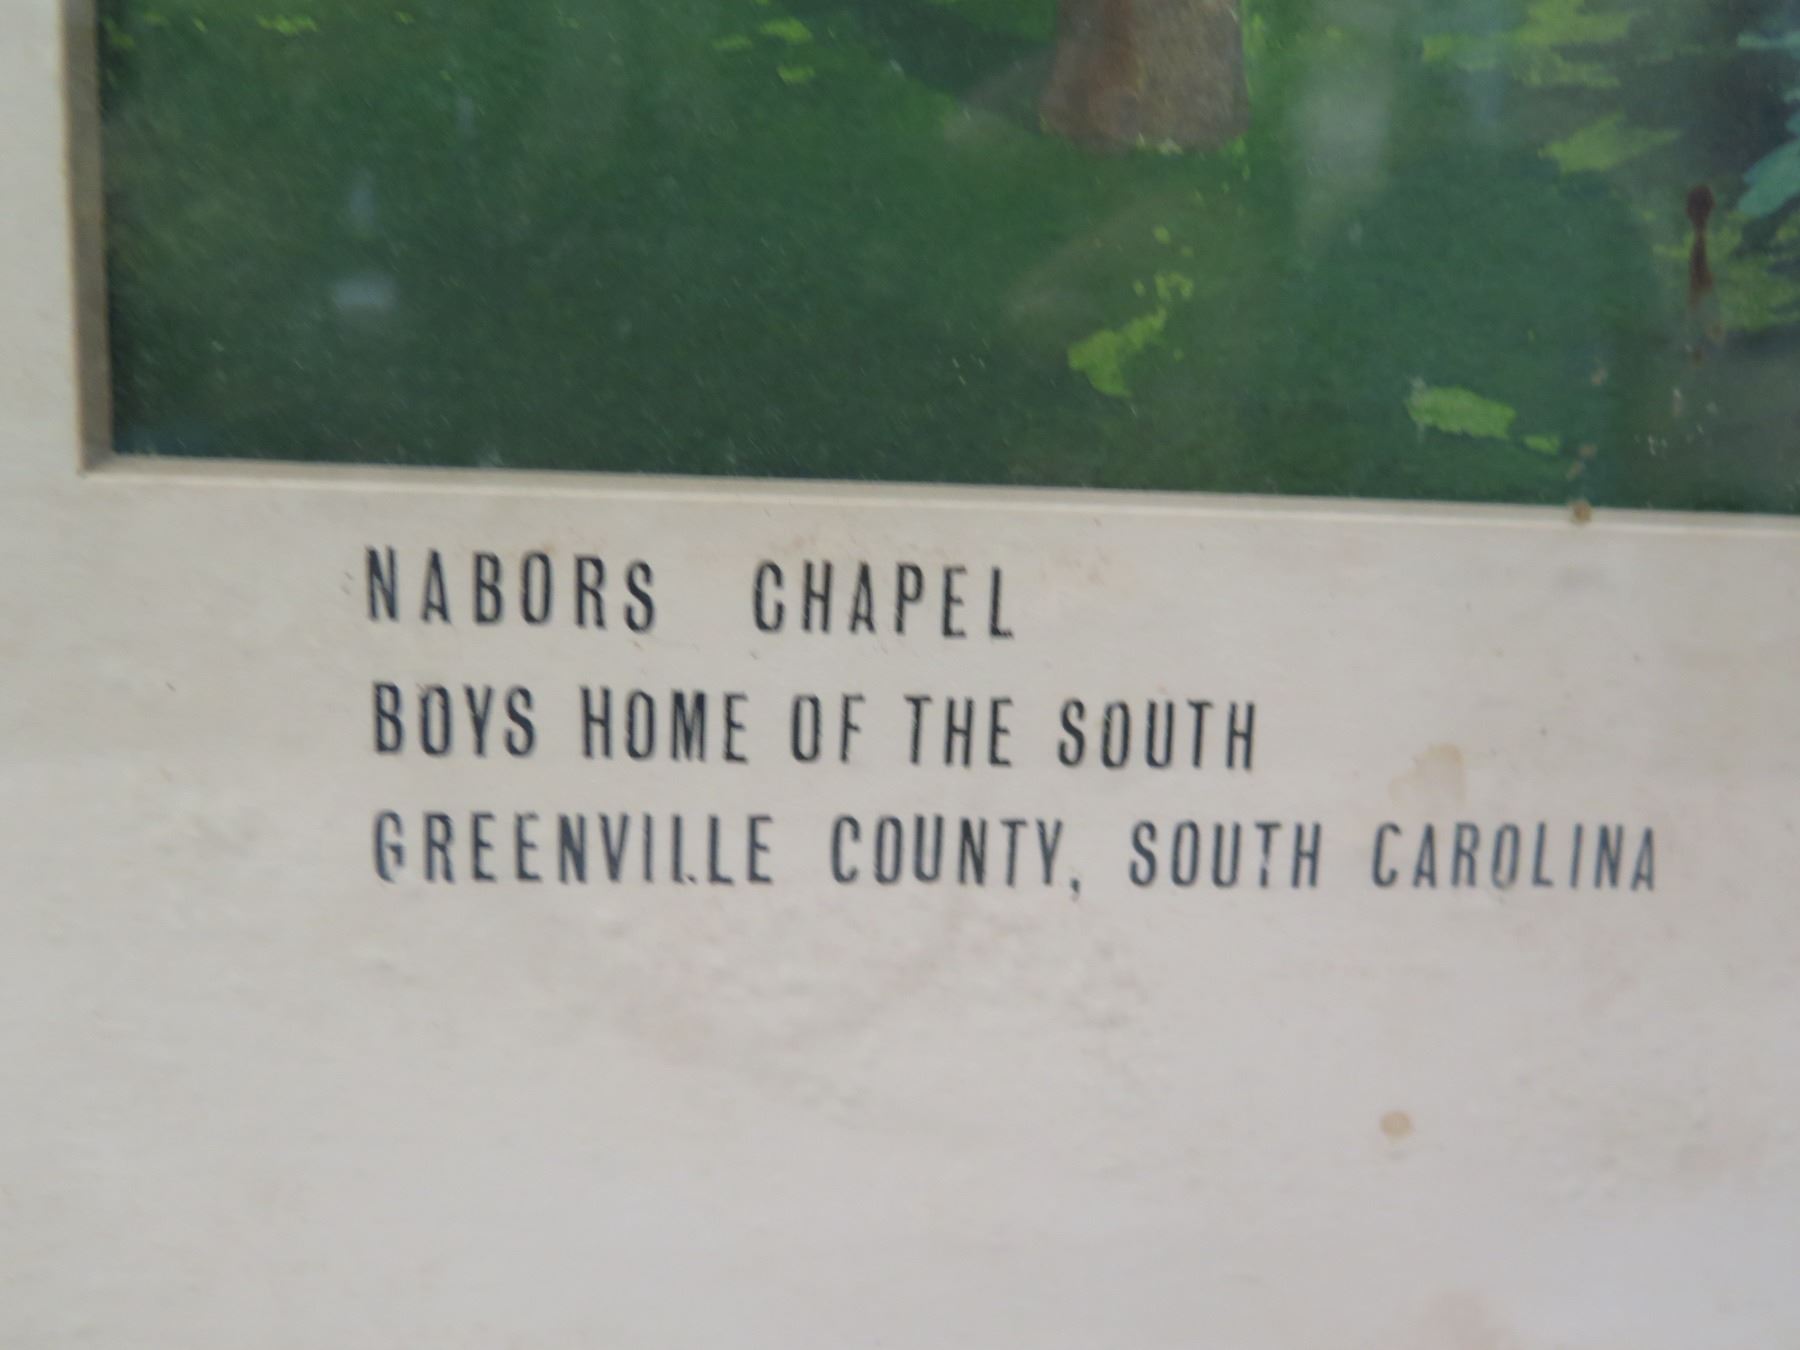 NABORS CHAPEL
BOYS HOME OF THE SOUTH
GREENVILLE COUNTY, SOUTH CAROLINA